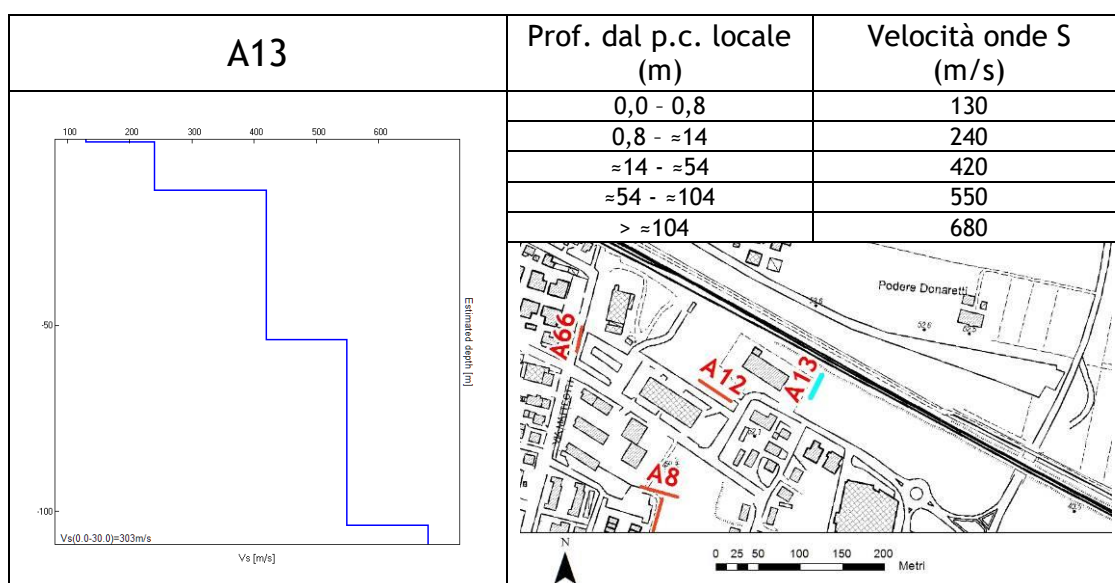 A13
Prof. dal p.c. locale
(m)
Velocità onde S
(m/s)
0,0 – 0,8
130
0,8 – ≈14
240
≈14 - ≈54
420
≈54 - ≈104
550
> ≈104
680
100 200 300 400 500 600
-50
-100
Estimated depth [m]
Vs(0.0-30.0)=303m/s
Vs [m/s]
Podere Donaretti
52.6
A66
A12
A13
A8
N
0 25 50 100 150 200
Metri